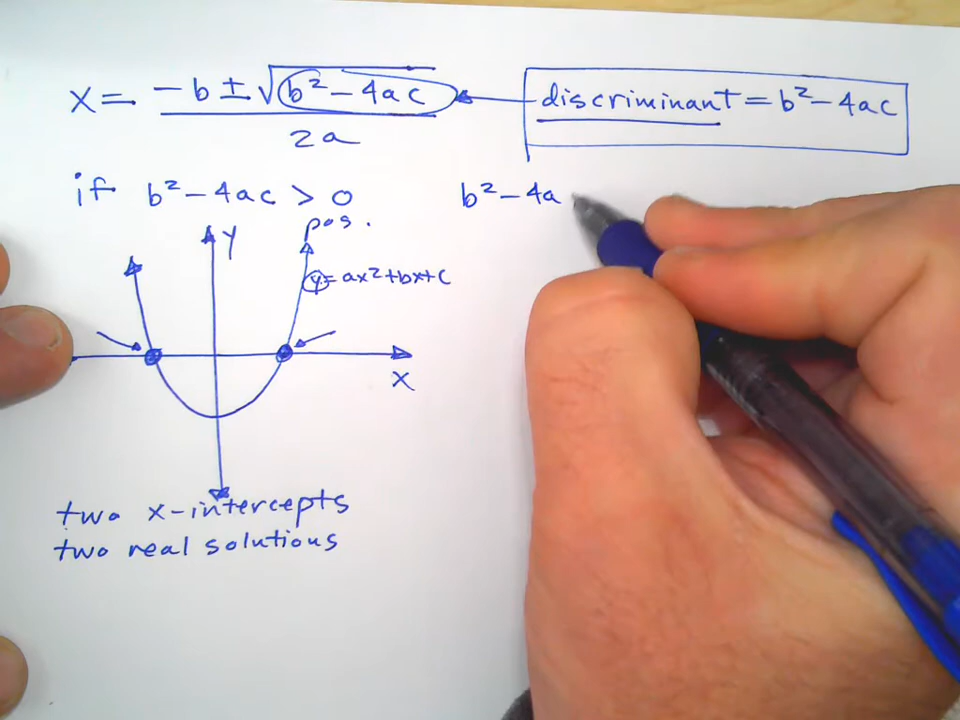 x = -b ± √b² - 4ac / 2a
discriminant = b² - 4ac
if b² - 4ac > 0
pos.
b² - 4a
y
y = ax² + bx + c
x
two x-intercepts
two real solutions